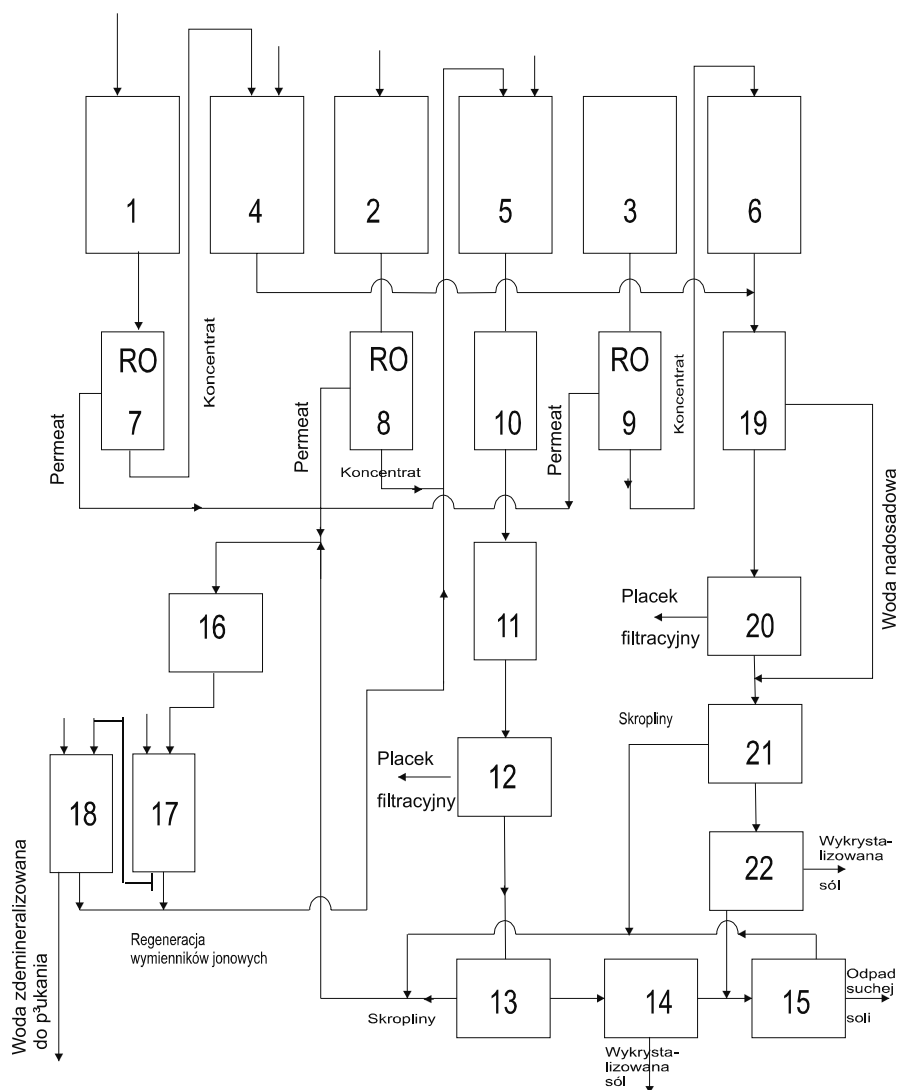 1
4
2
5
3
6
RO
7
Koncentrat
Permeat
RO
8
Permeat
Koncentrat
10
RO
9
Permeat
Koncentrat
19
Woda nadosadowa
16
11
Placek
filtracyjny
20
Skropliny
21
18
17
Placek
filtracyjny
12
22
Wykrysta-
lizowana
sól
Regeneracja
wymienników jonowych
Woda zdemineralizowana
do p³ukania
Skropliny
13
14
15
Odpad
suchej
soli
Wykrysta-
lizowana
sól